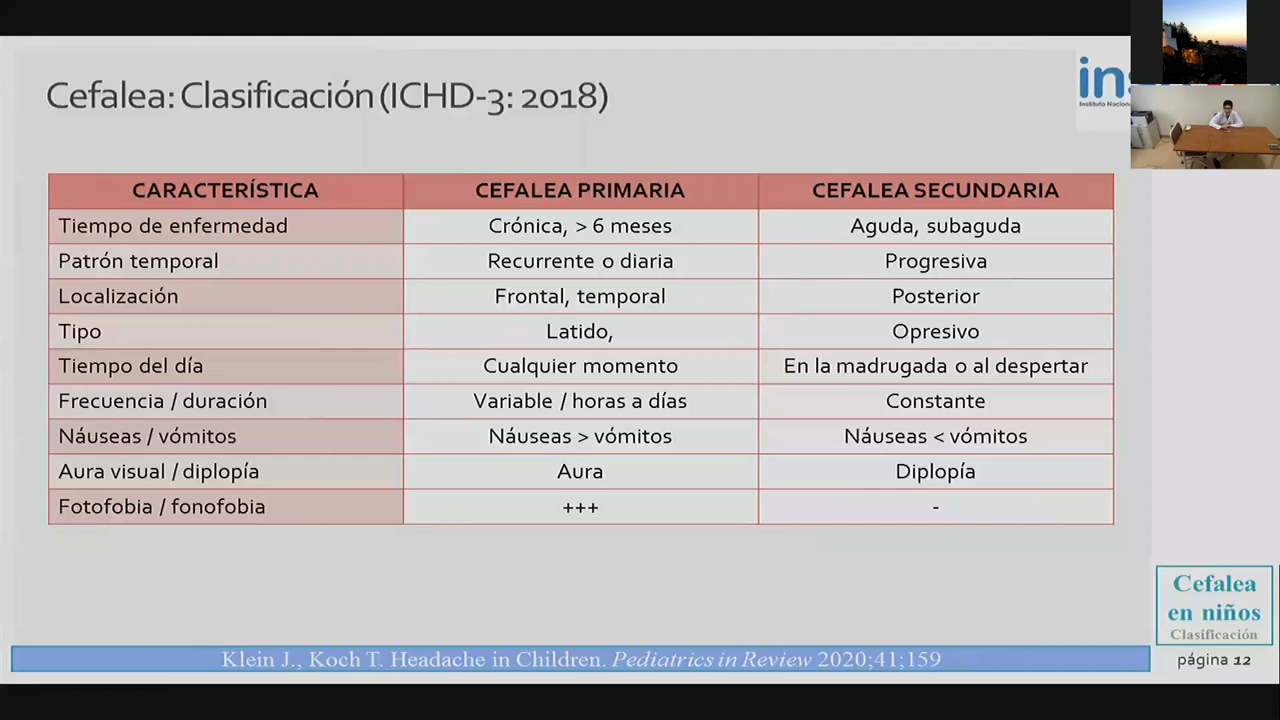 Cefalea: Clasificación (ICHD-3: 2018)
CARACTERÍSTICA CEFALEA PRIMARIA CEFALEA SECUNDARIA
Tiempo de enfermedad Crónica, > 6 meses Aguda, subaguda
Patrón temporal Recurrente o diaria Progresiva
Localización Frontal, temporal Posterior
Tipo Latido, Opresivo
Tiempo del día Cualquier momento En la madrugada o al despertar
Frecuencia / duración Variable / horas a días Constante
Náuseas / vómitos Náuseas > vómitos Náuseas < vómitos
Aura visual / diplopía Aura Diplopía
Fotofobia / fonofobia +++ -
Klein J., Koch T. Headache in Children. Pediatrics in Review 2020;41;159
Cefalea
en niños
Clasificación
página 12
Instituto